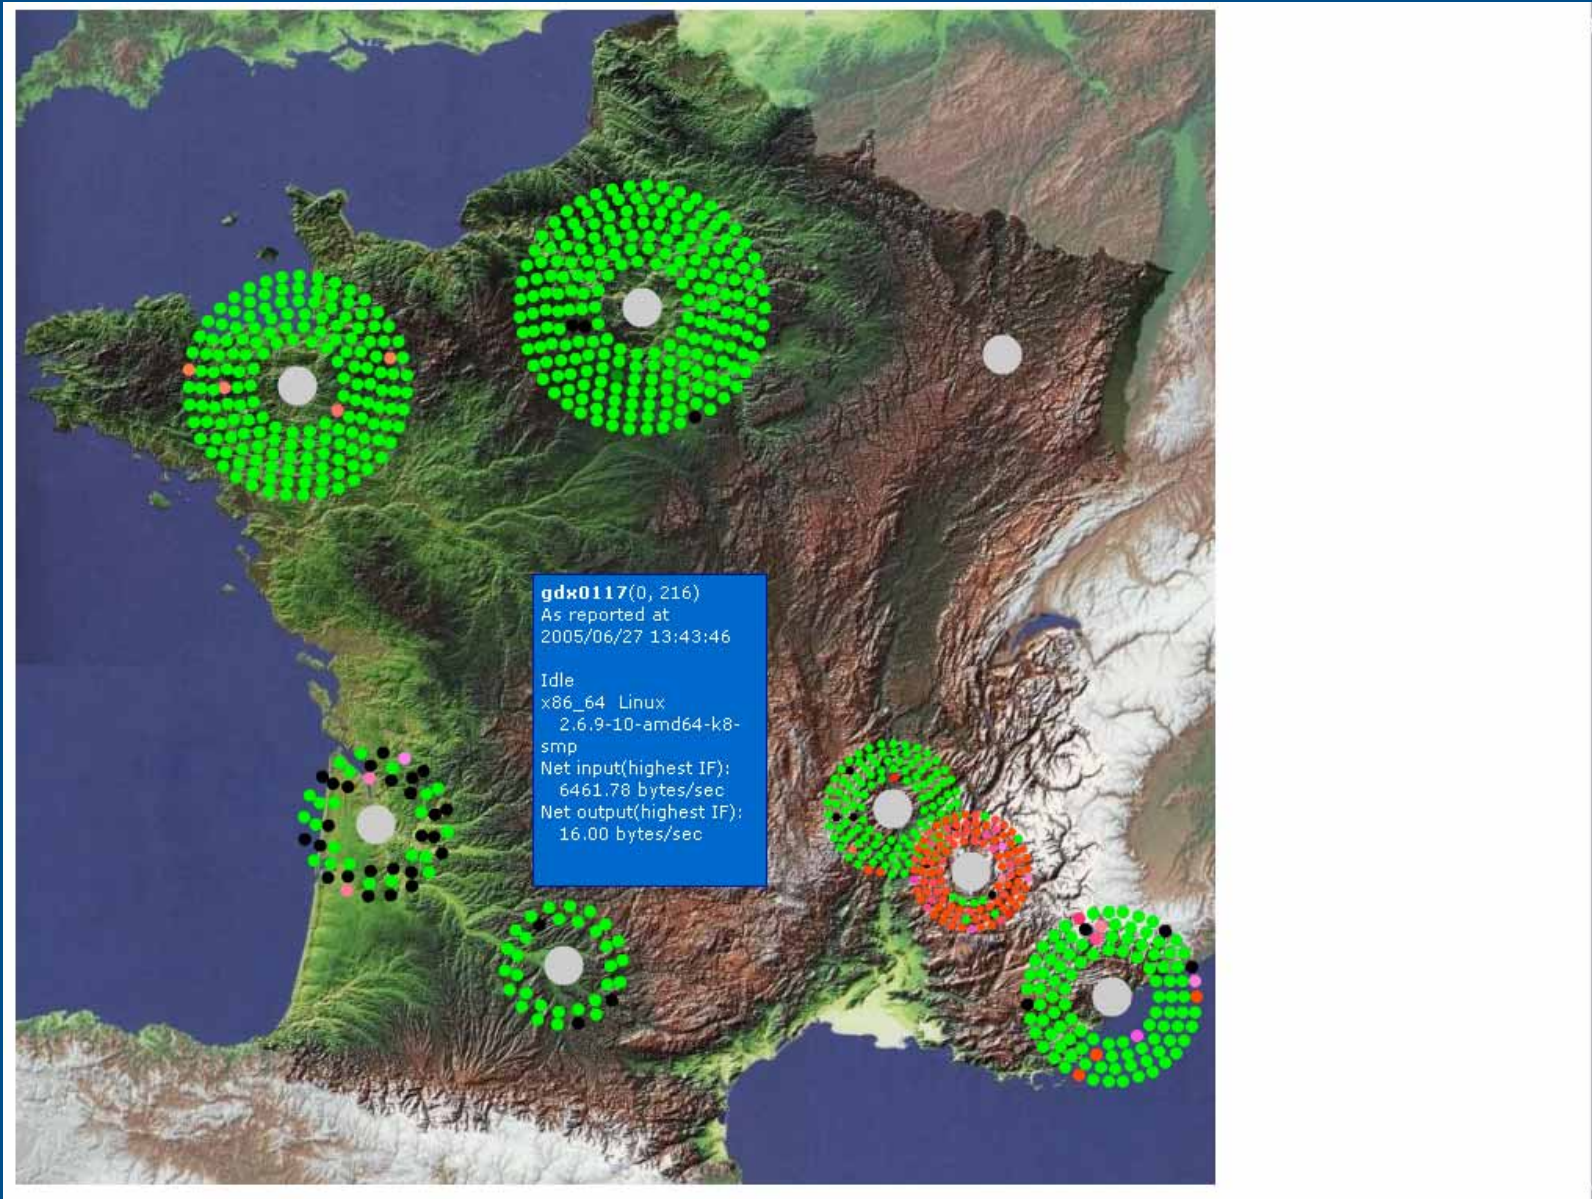 gdx0117(0, 216)
As reported at
2005/06/27 13:43:46
Idle
x86_64 Linux
2.6.9-10-amd64-k8-
smp
Net input(highest IF):
6461.78 bytes/sec
Net output(highest IF):
16.00 bytes/sec